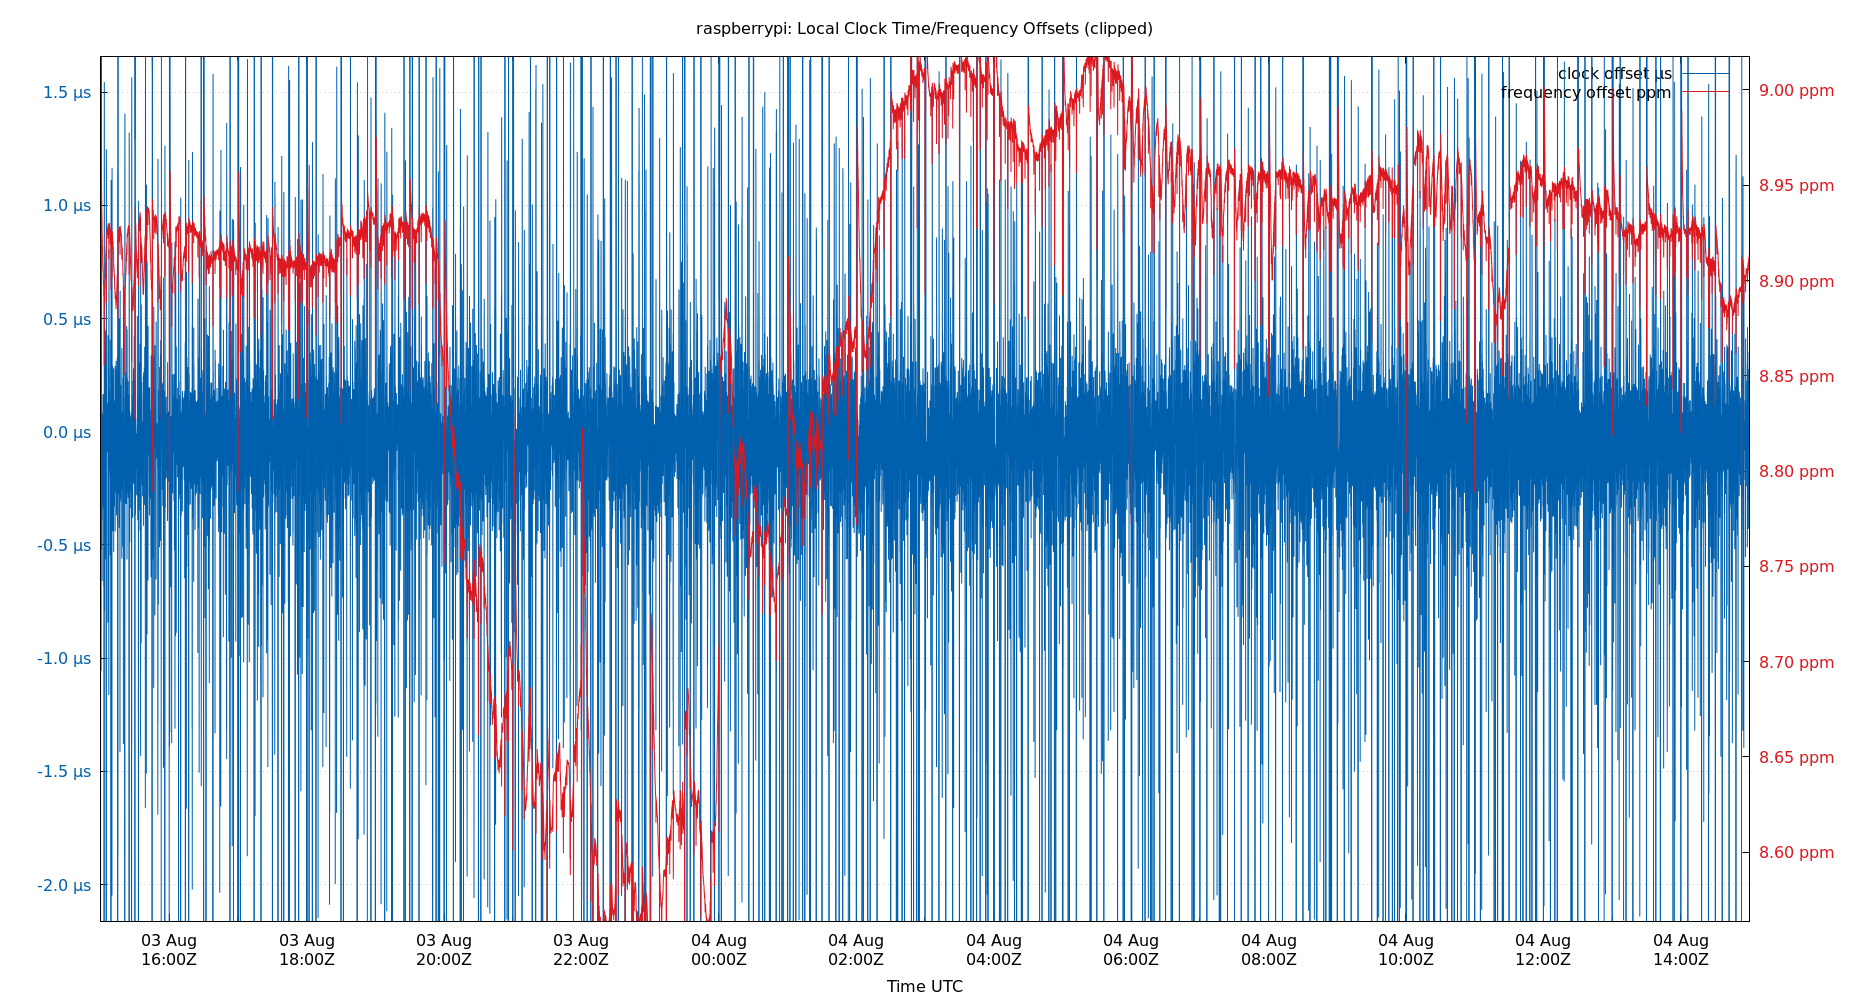 raspberrypi: Local Clock Time/Frequency Offsets (clipped)
clock offset µs
frequency offset ppm
1.5 µs
1.0 µs
0.5 µs
0.0 µs
-0.5 µs
-1.0 µs
-1.5 µs
-2.0 µs
9.00 ppm
8.95 ppm
8.90 ppm
8.85 ppm
8.80 ppm
8.75 ppm
8.70 ppm
8.65 ppm
8.60 ppm
03 Aug 03 Aug 03 Aug 03 Aug 04 Aug 04 Aug 04 Aug 04 Aug 04 Aug 04 Aug 04 Aug 04 Aug
16:00Z 18:00Z 20:00Z 22:00Z 00:00Z 02:00Z 04:00Z 06:00Z 08:00Z 10:00Z 12:00Z 14:00Z
Time UTC